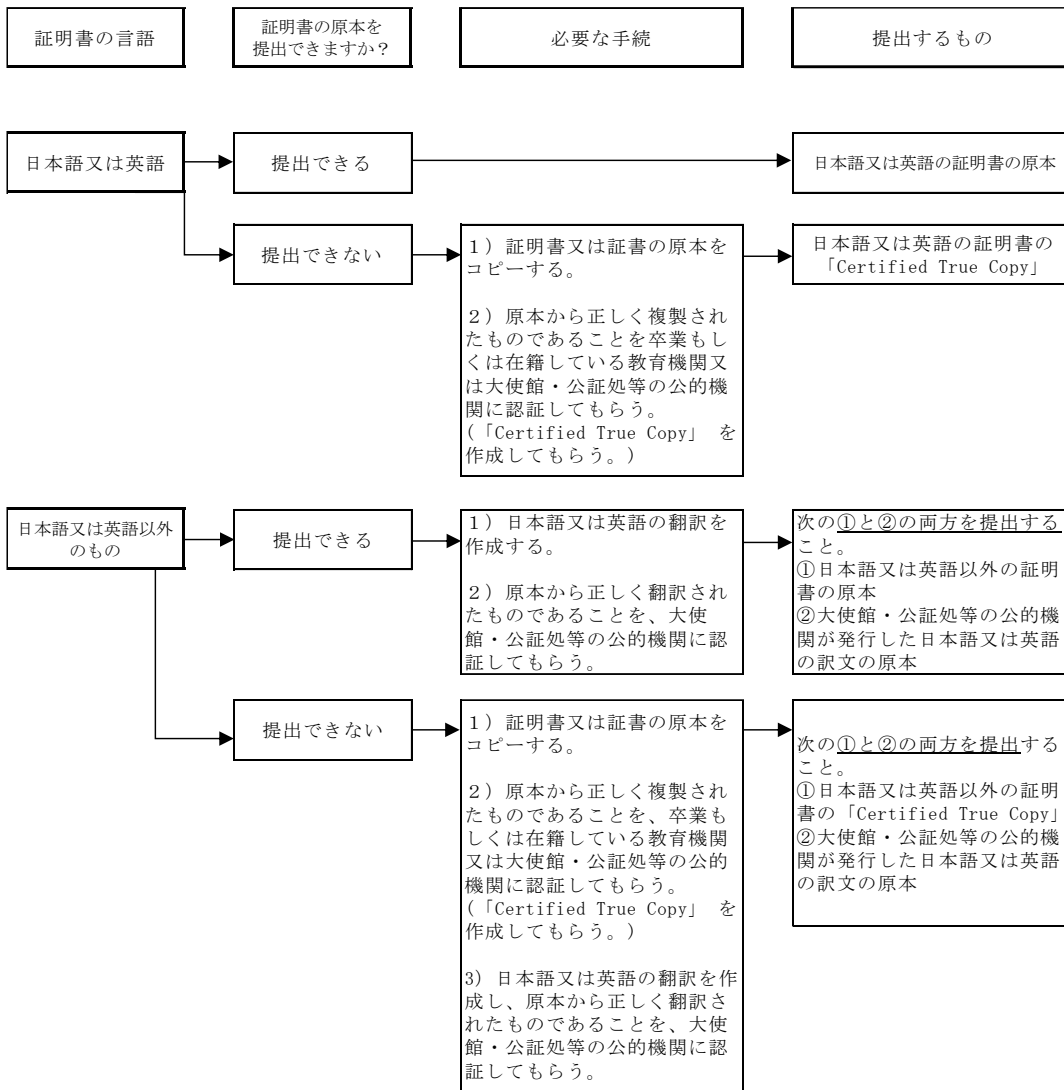 証明書の言語
証明書の原本を
提出できますか？
必要な手続
提出するもの
日本語又は英語
提出できる
日本語又は英語の証明書の原本
提出できない
１）証明書又は証書の原本を
コピーする。
２）原本から正しく複製され
たものであることを卒業もし
くは在籍している教育機関又
は大使館・公証処等の公的機
関に認証してもらう。
(「Certified True Copy」 を
作成してもらう。)
日本語又は英語の証明書の
「Certified True Copy」
日本語又は英語以外
のもの
提出できる
１）日本語又は英語の翻訳を
作成する。
２）原本から正しく翻訳され
たものであることを、大使
館・公証処等の公的機関に認
証してもらう。
次の①と②の両方を提出する
こと。
①日本語又は英語以外の証明
書の原本
②大使館・公証処等の公的機
関が発行した日本語又は英語
の訳文の原本
提出できない
１）証明書又は証書の原本を
コピーする。
２）原本から正しく複製され
たものであることを、卒業も
しくは在籍している教育機関
又は大使館・公証処等の公的
機関に認証してもらう。
(「Certified True Copy」 を
作成してもらう。)
3) 日本語又は英語の翻訳を作
成し、原本から正しく翻訳さ
れたものであることを、大使
館・公証処等の公的機関に認
証してもらう。
次の①と②の両方を提出する
こと。
①日本語又は英語以外の証明
書の「Certified True Copy」
②大使館・公証処等の公的機
関が発行した日本語又は英語
の訳文の原本